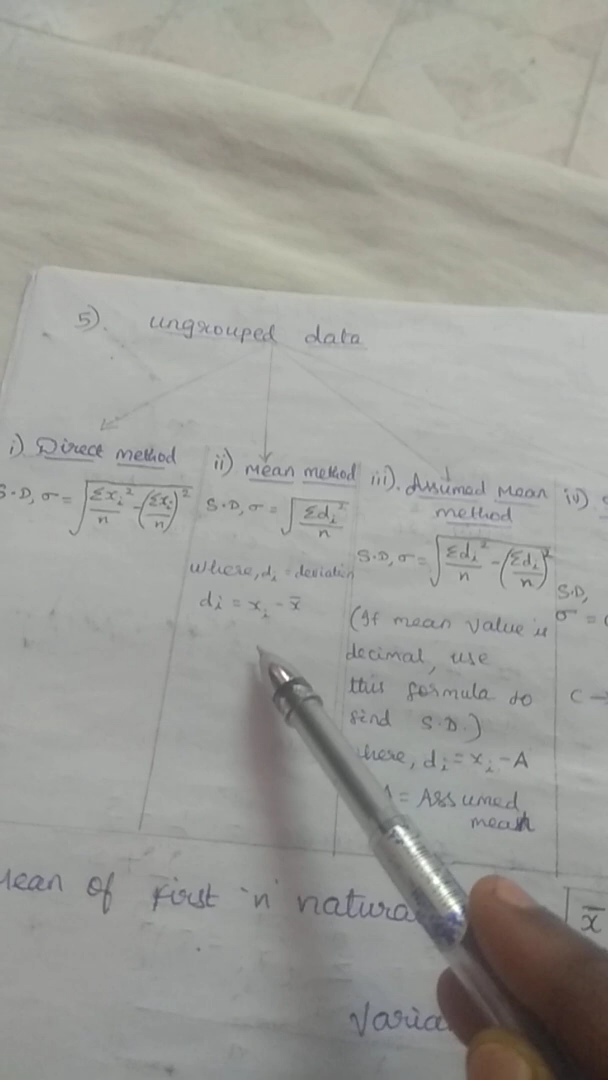 5). ungrouped data
i) Direct method
S.D, σ = √(Σxᵢ²/n - (Σxᵢ/n)²)
ii) Mean method
S.D, σ = √(Σdᵢ²/n)
where, dᵢ = deviation
dᵢ = xᵢ - x̄
iii). Assumed Mean
method
S.D, σ = √(Σdᵢ²/n - (Σdᵢ/n)²)
(If mean value is
decimal, use
this formula to
find S.D.)
where, dᵢ = xᵢ - A
A = Assumed
mean
iv)
S.D,
σ =
C →
Mean of first 'n' natura
x̄
Varia